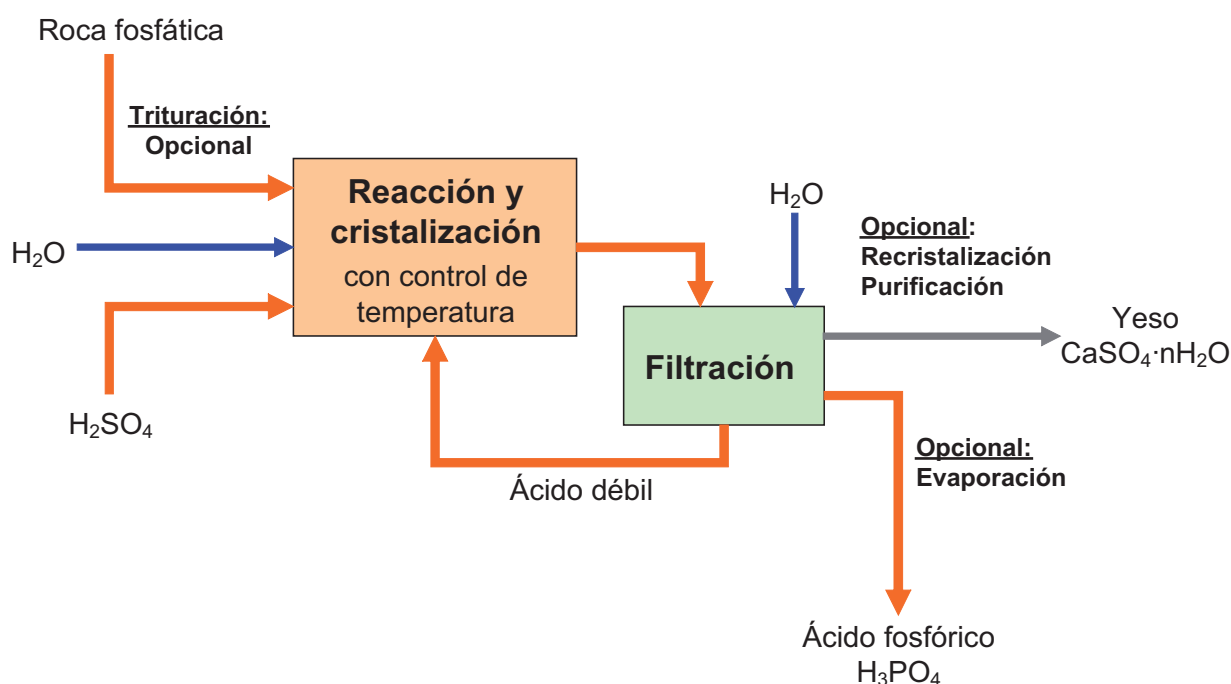 Roca fosfática
Trituración:
Opcional
Reacción y
cristalización
con control de
temperatura
H₂O
H₂SO₄
H₂O
Opcional:
Recristalización
Purificación
Filtración
Yeso
CaSO₄·nH₂O
Ácido débil
Opcional:
Evaporación
Ácido fosfórico
H₃PO₄